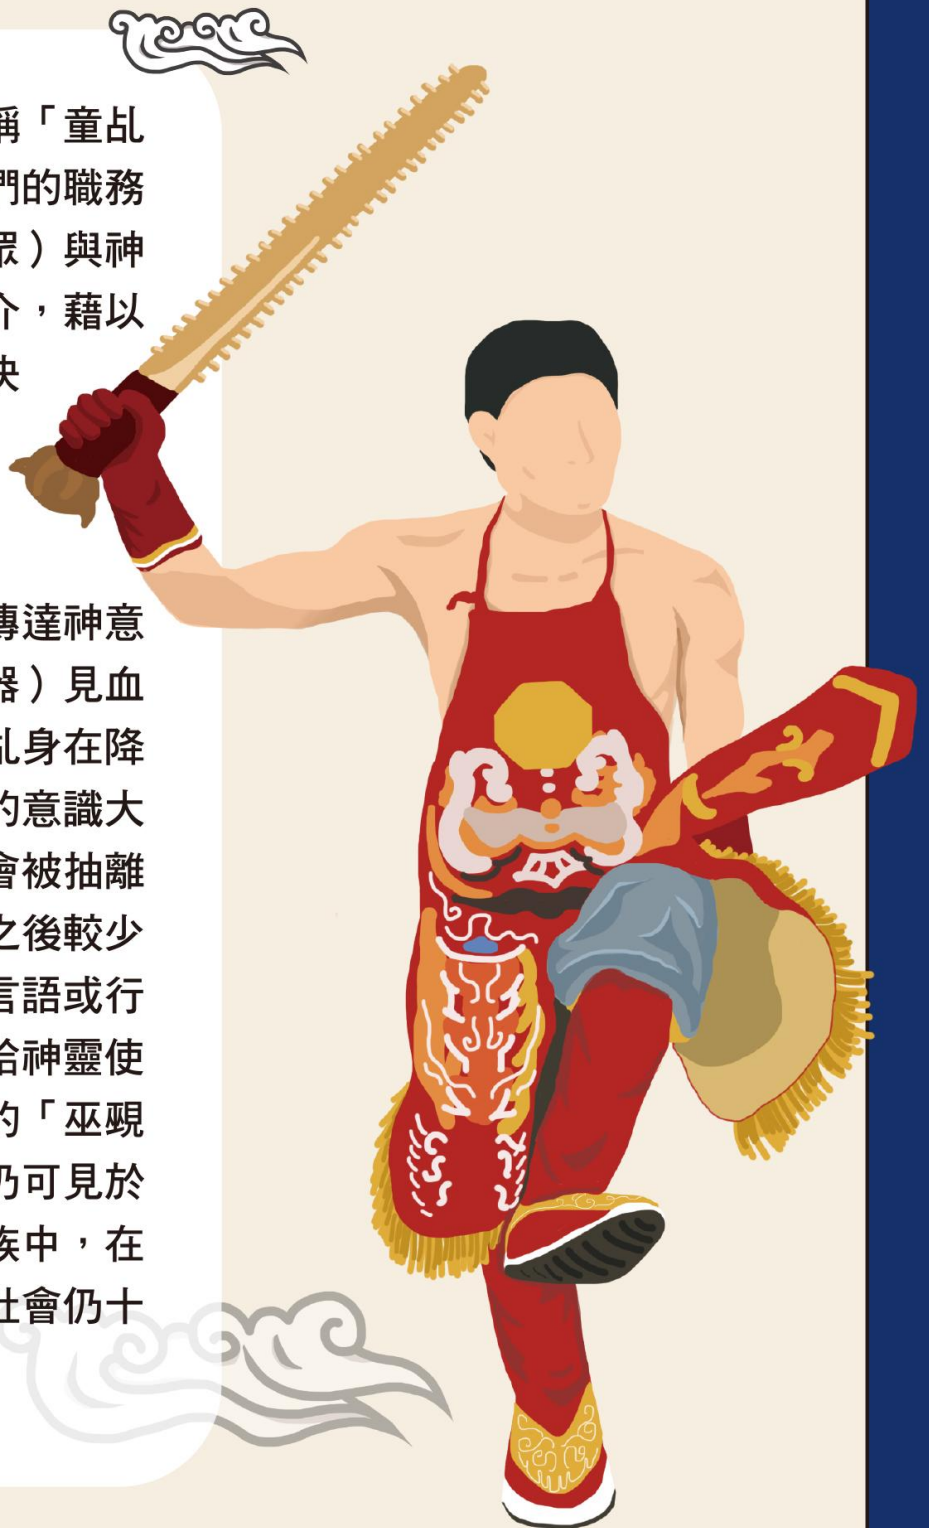 稱「童乩
們的職務
眾）與神
介，藉以
決
傳達神意
器）見血
乩身在降
的意識大
會被抽離
之後較少
言語或行
給神靈使
的「巫覡
仍可見於
族中，在
社會仍十